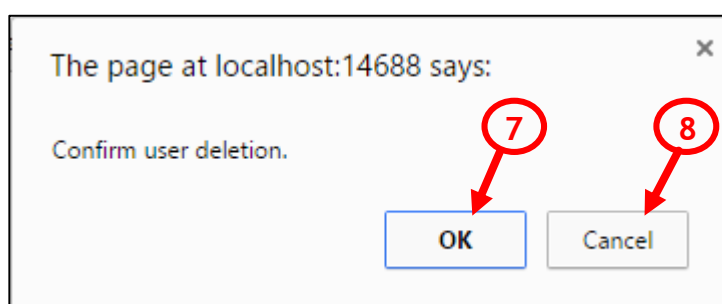 The page at localhost:14688 says:
Confirm user deletion.
7
8
OK
Cancel